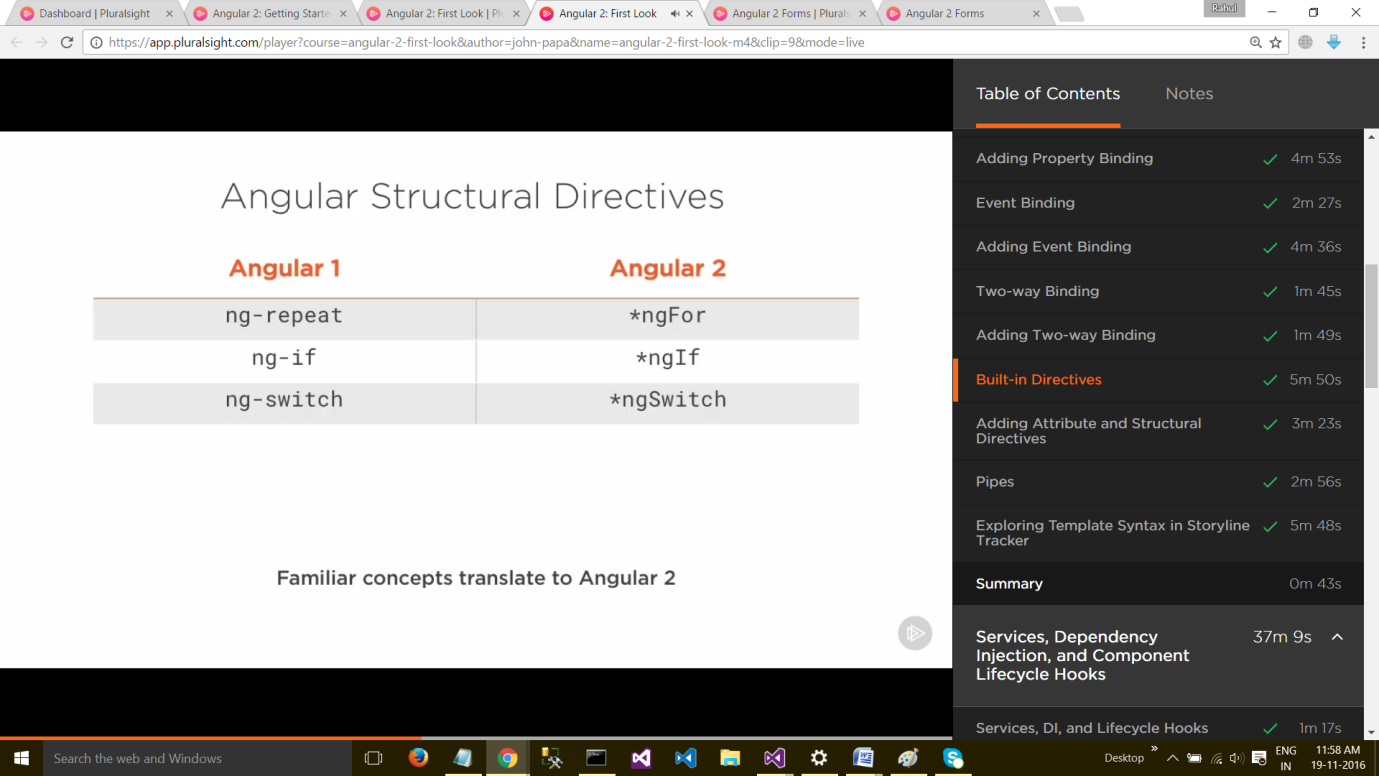 Dashboard | Pluralsight
Angular 2: Getting Starte
Angular 2: First Look | Pl
Angular 2: First Look
Angular 2 Forms | Plurals
Angular 2 Forms
Rahul
https://app.pluralsight.com/player?course=angular-2-first-look&author=john-papa&name=angular-2-first-look-m4&clip=9&mode=live
Angular Structural Directives
Angular 1 Angular 2
ng-repeat *ngFor
ng-if *ngIf
ng-switch *ngSwitch
Familiar concepts translate to Angular 2
Table of Contents Notes
Adding Property Binding 4m 53s
Event Binding 2m 27s
Adding Event Binding 4m 36s
Two-way Binding 1m 45s
Adding Two-way Binding 1m 49s
Built-in Directives 5m 50s
Adding Attribute and Structural 3m 23s
Directives
Pipes 2m 56s
Exploring Template Syntax in Storyline 5m 48s
Tracker
Summary 0m 43s
Services, Dependency 37m 9s
Injection, and Component
Lifecycle Hooks
Services, DI, and Lifecycle Hooks 1m 17s
Search the web and Windows
Desktop
ENG
IN
11:58 AM
19-11-2016